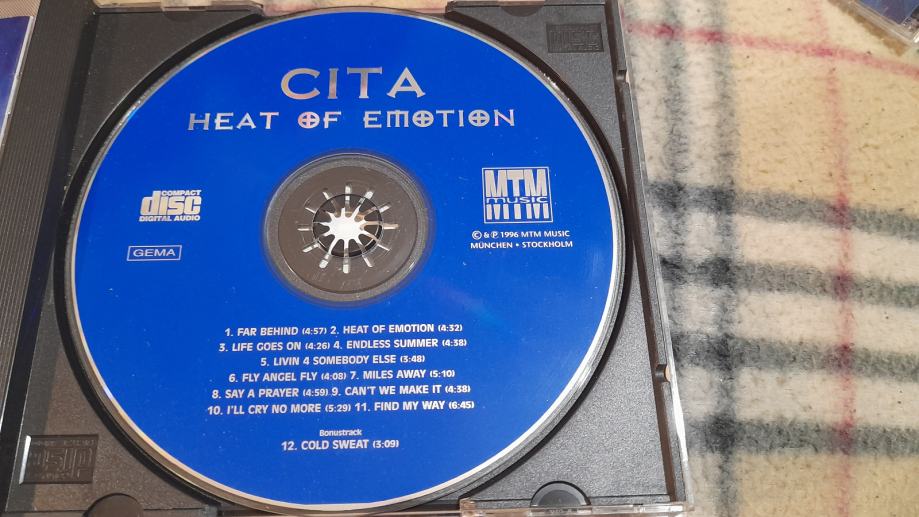 CITA
HEAT OF EMOTION
COMPACT
disc
DIGITAL AUDIO
GEMA
MTM
MUSIC
© & ℗ 1996 MTM MUSIC
MÜNCHEN • STOCKHOLM
1. FAR BEHIND (4:57) 2. HEAT OF EMOTION (4:32)
3. LIFE GOES ON (4:26) 4. ENDLESS SUMMER (4:38)
5. LIVIN 4 SOMEBODY ELSE (3:48)
6. FLY ANGEL FLY (4:08) 7. MILES AWAY (5:10)
8. SAY A PRAYER (4:59) 9. CAN'T WE MAKE IT (4:38)
10. I'LL CRY NO MORE (5:29) 11. FIND MY WAY (6:45)
Bonustrack
12. COLD SWEAT (3:09)